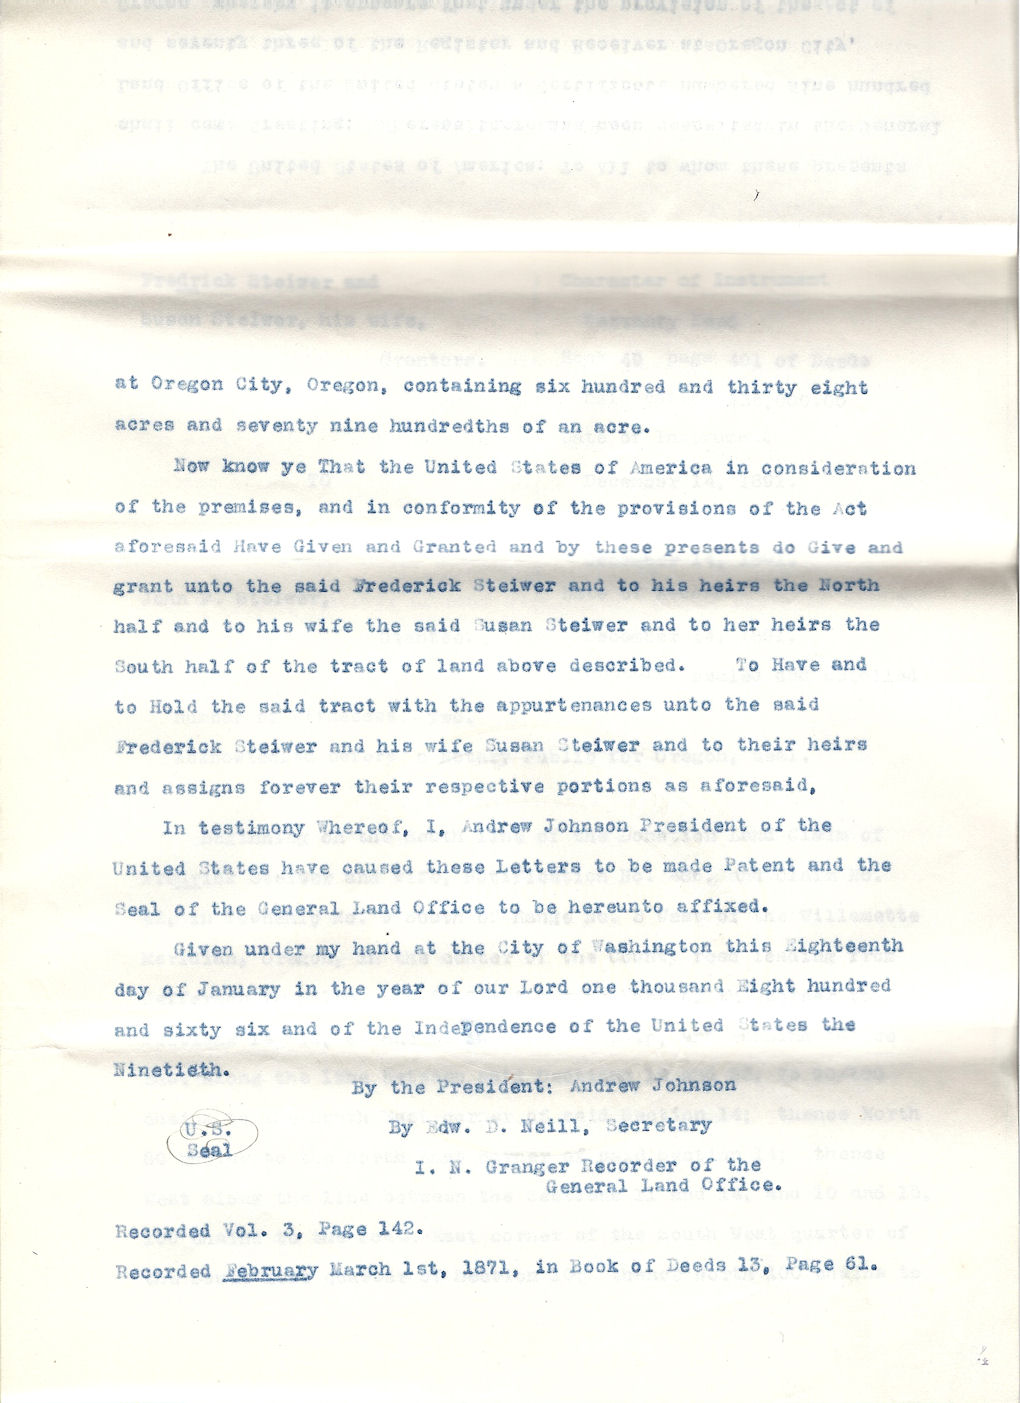 at Oregon City, Oregon, containing six hundred and thirty eight
acres and seventy nine hundredths of an acre.
Now know ye That the United States of America in consideration
of the premises, and in conformity of the provisions of the Act
aforesaid Have Given and Granted and by these presents do Give and
grant unto the said Frederick Steiwer and to his heirs the North
half and to his wife the said Susan Steiwer and to her heirs the
South half of the tract of land above described. To Have and
to Hold the said tract with the appurtenances unto the said
Frederick Steiwer and his wife Susan Steiwer and to their heirs
and assigns forever their respective portions as aforesaid,
In testimony Whereof, I, Andrew Johnson President of the
United States have caused these Letters to be made Patent and the
Seal of the General Land Office to be hereunto affixed.
Given under my hand at the City of Washington this Eighteenth
day of January in the year of our Lord one thousand Eight hundred
and sixty six and of the Independence of the United States the
Ninetieth.
By the President: Andrew Johnson
U.S.
Seal
By Edw. D. Neill, Secretary
I. N. Granger Recorder of the
General Land Office.
Recorded Vol. 3, Page 142.
Recorded February March 1st, 1871, in Book of Deeds 13, Page 61.